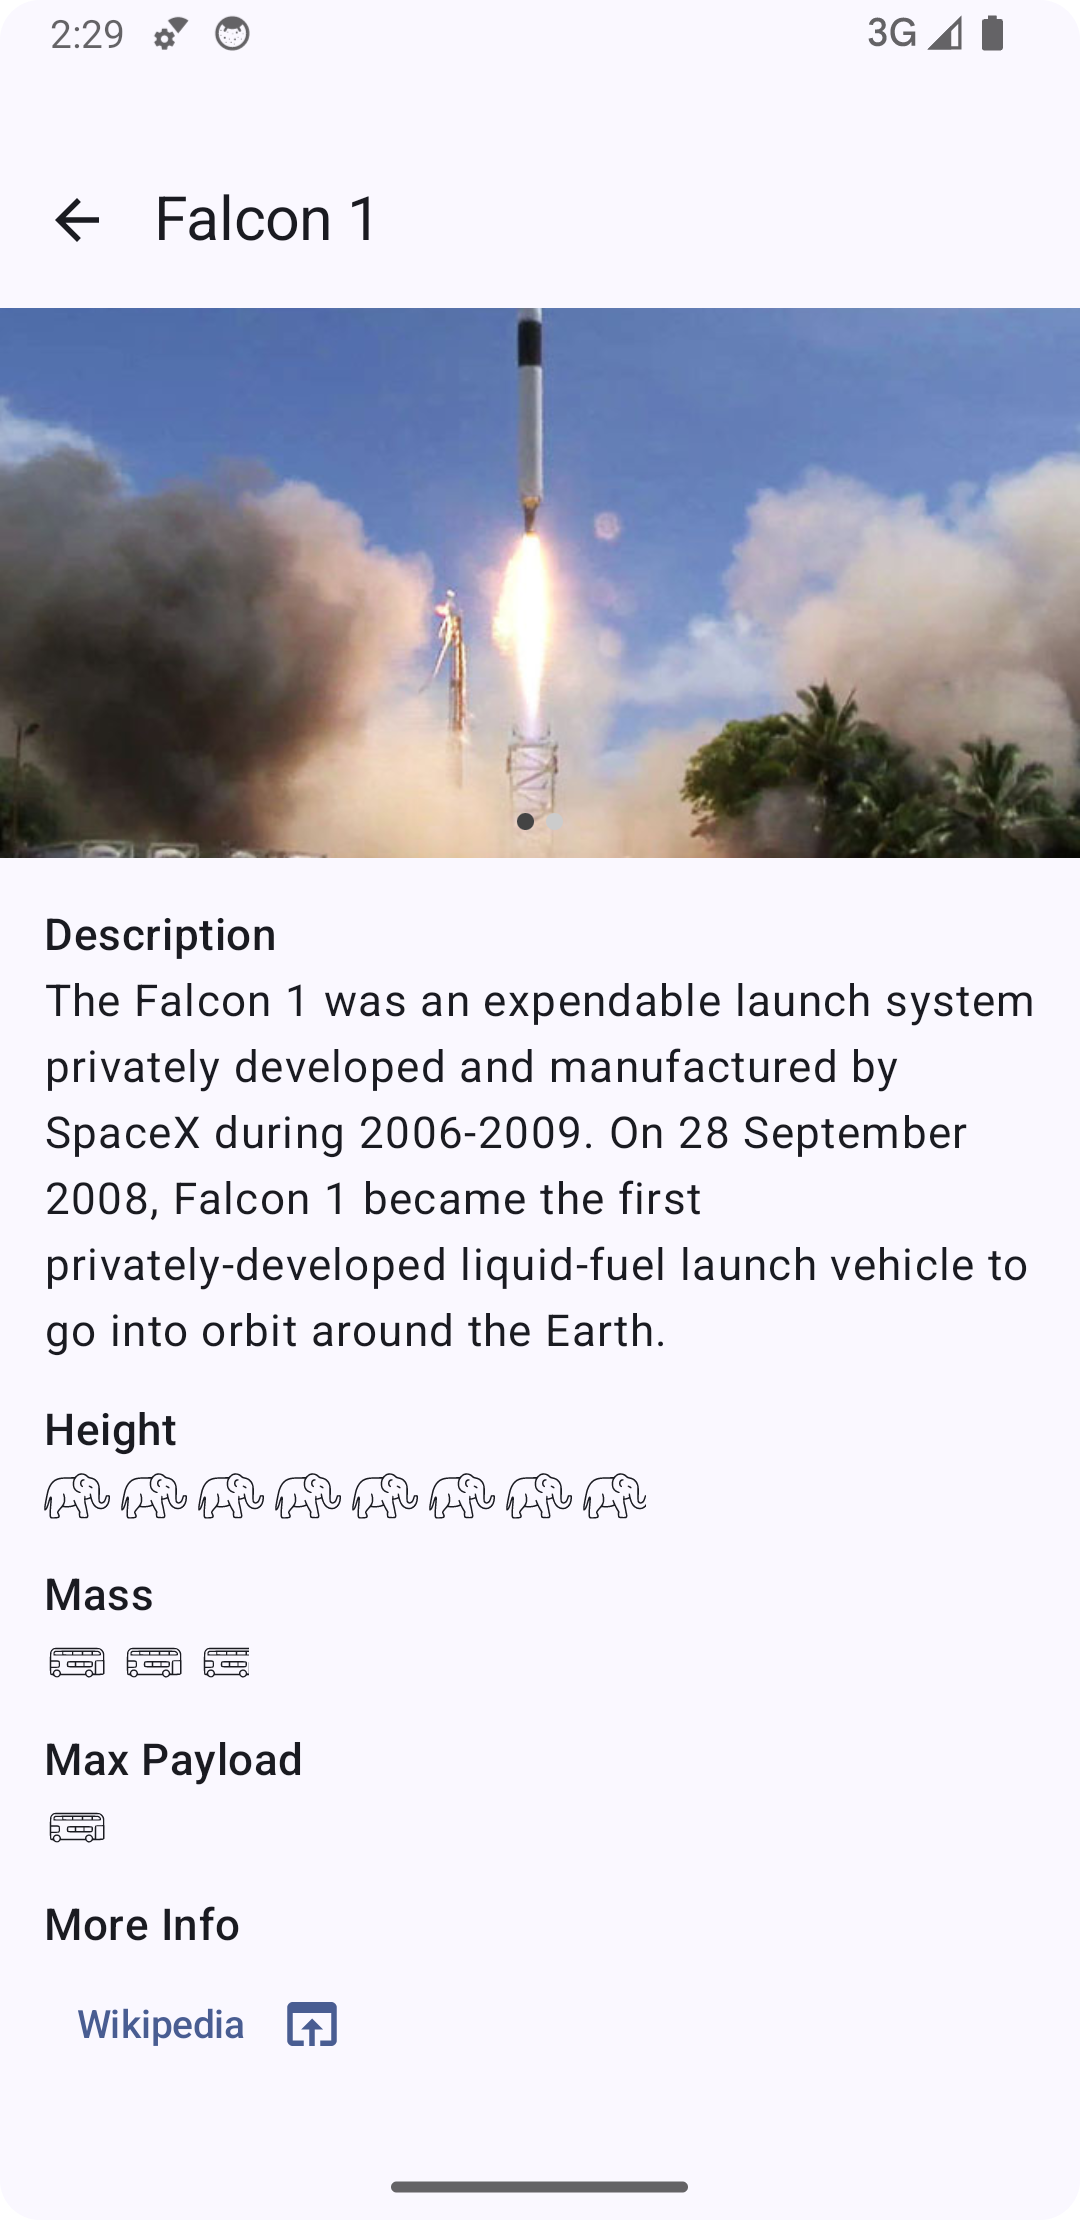 2:29
3G
Falcon 1
Description
The Falcon 1 was an expendable launch system
privately developed and manufactured by
SpaceX during 2006-2009. On 28 September
2008, Falcon 1 became the first
privately-developed liquid-fuel launch vehicle to
go into orbit around the Earth.
Height
Mass
Max Payload
More Info
Wikipedia